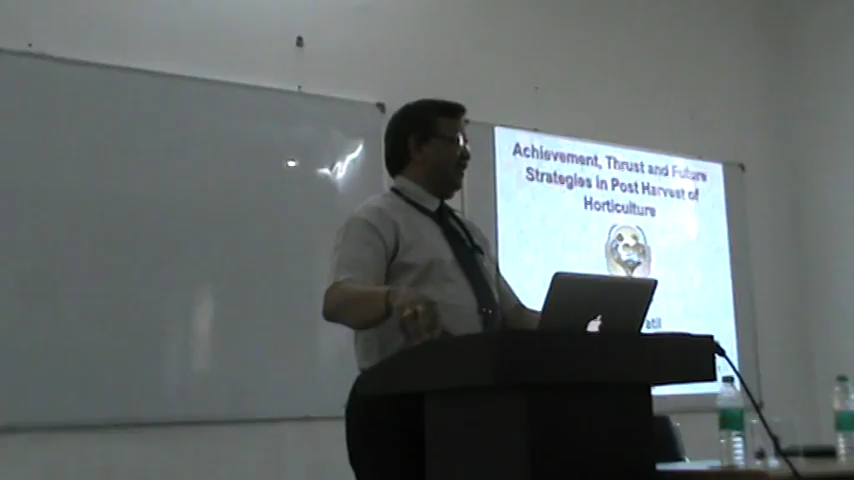 Achievement, Thrust and Future
Strategies in Post Harvest of
Horticulture